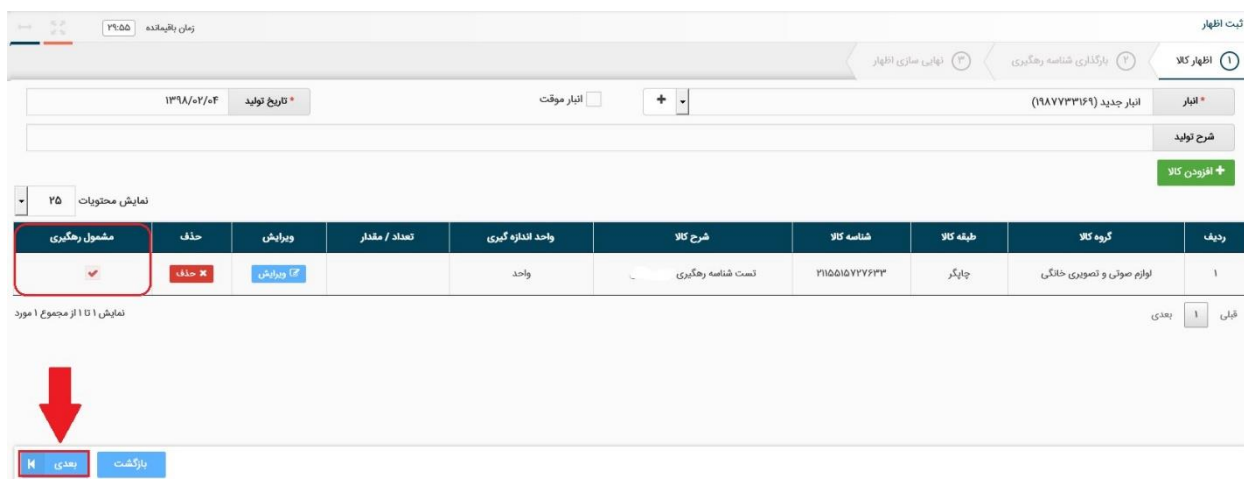 ثبت اظهار
زمان باقیمانده ۲۹:۵۵
۱ اظهار کالا ۲ بارگذاری شناسه رهگیری ۳ نهایی سازی اظهار
* انبار انبار جدید (۱۹۸۷۷۳۳۱۶۹) + انبار موقت * تاریخ تولید ۱۳۹۸/۰۲/۰۴
شرح تولید
+ افزودن کالا
نمایش محتویات ۲۵
ردیف گروه کالا طبقه کالا شناسه کالا شرح کالا واحد اندازه گیری تعداد / مقدار ویرایش حذف مشمول رهگیری
۱ لوازم صوتی و تصویری خانگی چاپگر ۲۱۱۵۵۱۵۷۲۷۶۳۳ تست شناسه رهگیری واحد ویرایش حذف
قبلی ۱ بعدی نمایش ۱ تا ۱ از مجموع ۱ مورد
بازگشت بعدی